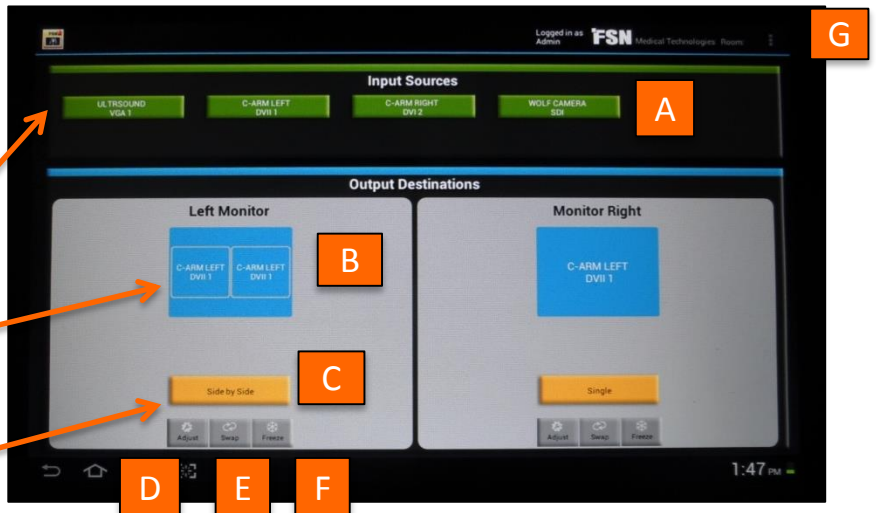 Logged in as
Admin
FSN Medical Technologies Room:
G
Input Sources
ULTRSOUND
VGA 1
C-ARM LEFT
DVII 1
C-ARM RIGHT
DVI 2
WOLF CAMERA
SDI
A
Output Destinations
Left Monitor
C-ARM LEFT
DVII 1
C-ARM LEFT
DVII 1
B
Side by Side
C
Adjust
Swap
Freeze
Monitor Right
C-ARM LEFT
DVII 1
Single
Adjust
Swap
Freeze
D
E
F
1:47 PM